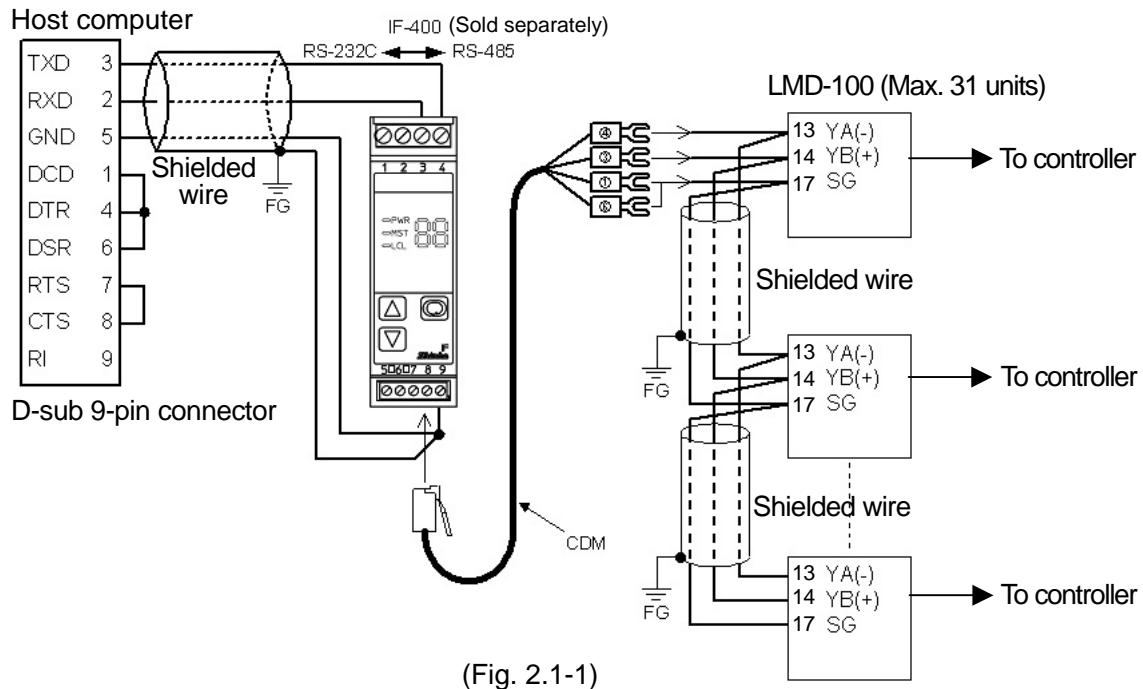 Host computer
IF-400 (Sold separately)
RS-232C RS-485
TXD 3
RXD 2
GND 5
DCD 1
DTR 4
DSR 6
RTS 7
CTS 8
RI 9
D-sub 9-pin connector
Shielded
wire
FG
1 2 3 4
PWR
MST
LCL
88
5 6 7 8 9
CDM
④
③
①
LMD-100 (Max. 31 units)
13 YA(-)
14 YB(+)
17 SG
To controller
Shielded wire
FG
13 YA(-)
14 YB(+)
17 SG
To controller
Shielded wire
FG
13 YA(-)
14 YB(+)
17 SG
To controller
(Fig. 2.1-1)